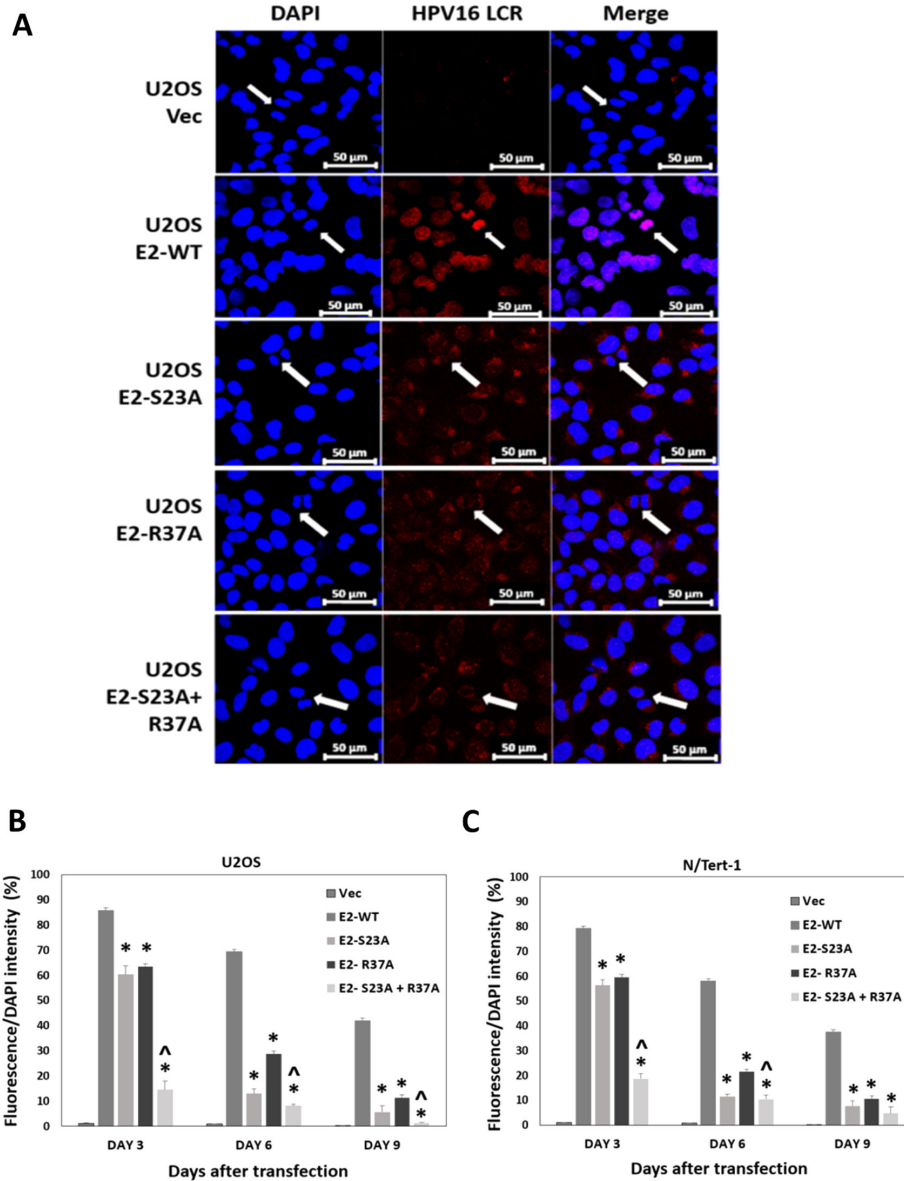 A
DAPI HPV16 LCR Merge
U2OS
Vec
50 µm 50 µm 50 µm
U2OS
E2-WT
50 µm 50 µm 50 µm
U2OS
E2-S23A
50 µm 50 µm 50 µm
U2OS
E2-R37A
50 µm 50 µm 50 µm
U2OS
E2-S23A+
R37A
50 µm 50 µm 50 µm
B
U2OS
Fluorescence/DAPI intensity (%)
100
90
80
70
60
50
40
30
20
10
0
Vec
E2-WT
E2-S23A
E2- R37A
E2- S23A + R37A
* * ^ *
* * ^ *
* * ^ *
DAY 3 DAY 6 DAY 9
Days after transfection
C
N/Tert-1
Fluorescence/DAPI intensity (%)
100
90
80
70
60
50
40
30
20
10
0
Vec
E2-WT
E2-S23A
E2- R37A
E2- S23A + R37A
* * ^ *
* * ^ *
* * *
DAY 3 DAY 6 DAY 9
Days after transfection